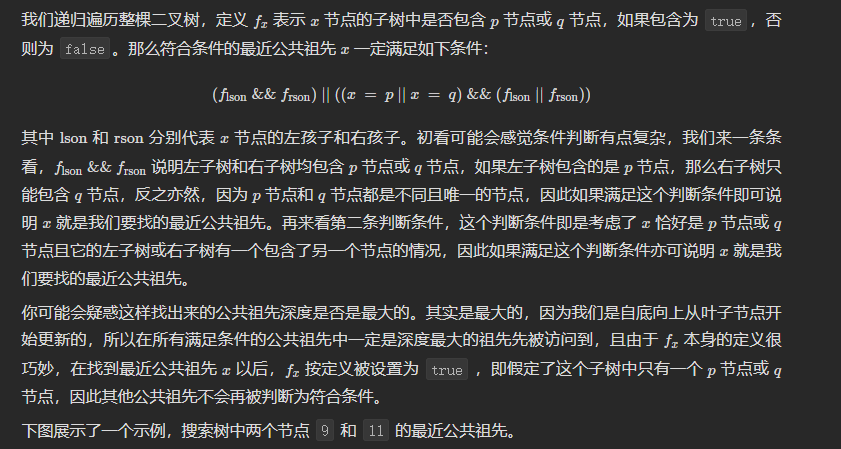 我们递归遍历整棵二叉树，定义 fx 表示 x 节点的子树中是否包含 p 节点或 q 节点，如果包含为 true，否
则为 false。那么符合条件的最近公共祖先 x 一定满足如下条件：
(flson && frson) || ((x = p || x = q) && (flson || frson))
其中 lson 和 rson 分别代表 x 节点的左孩子和右孩子。初看可能会感觉条件判断有点复杂，我们来一条条
看，flson && frson 说明左子树和右子树均包含 p 节点或 q 节点，如果左子树包含的是 p 节点，那么右子树只
能包含 q 节点，反之亦然，因为 p 节点和 q 节点都是不同且唯一的节点，因此如果满足这个判断条件即可说
明 x 就是我们要找的最近公共祖先。再来看第二条判断条件，这个判断条件即是考虑了 x 恰好是 p 节点或 q
节点且它的左子树或右子树有一个包含了另一个节点的情况，因此如果满足这个判断条件亦可说明 x 就是我
们要找的最近公共祖先。
你可能会疑惑这样找出来的公共祖先深度是否是最大的。其实是最大的，因为我们是自底向上从叶子节点开
始更新的，所以在所有满足条件的公共祖先中一定是深度最大的祖先先被访问到，且由于 fx 本身的定义很
巧妙，在找到最近公共祖先 x 以后，fx 按定义被设置为 true ，即假定了这个子树中只有一个 p 节点或 q
节点，因此其他公共祖先不会再被判断为符合条件。
下图展示了一个示例，搜索树中两个节点 9 和 11 的最近公共祖先。